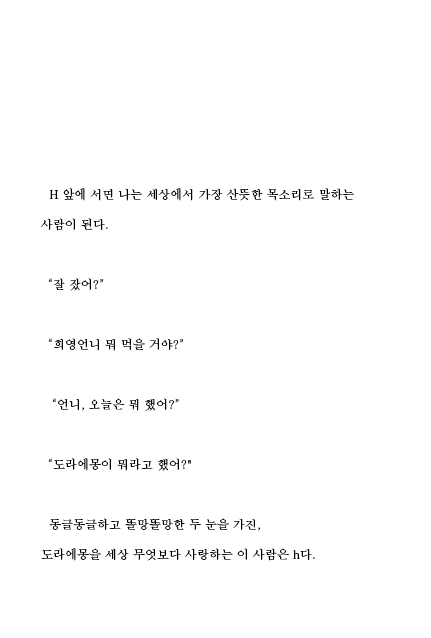 H 앞에 서면 나는 세상에서 가장 산뜻한 목소리로 말하는
사람이 된다.
“잘 잤어?”
“희영언니 뭐 먹을 거야?”
“언니, 오늘은 뭐 했어?”
“도라에몽이 뭐라고 했어?"
동글동글하고 똘망똘망한 두 눈을 가진,
도라에몽을 세상 무엇보다 사랑하는 이 사람은 h다.